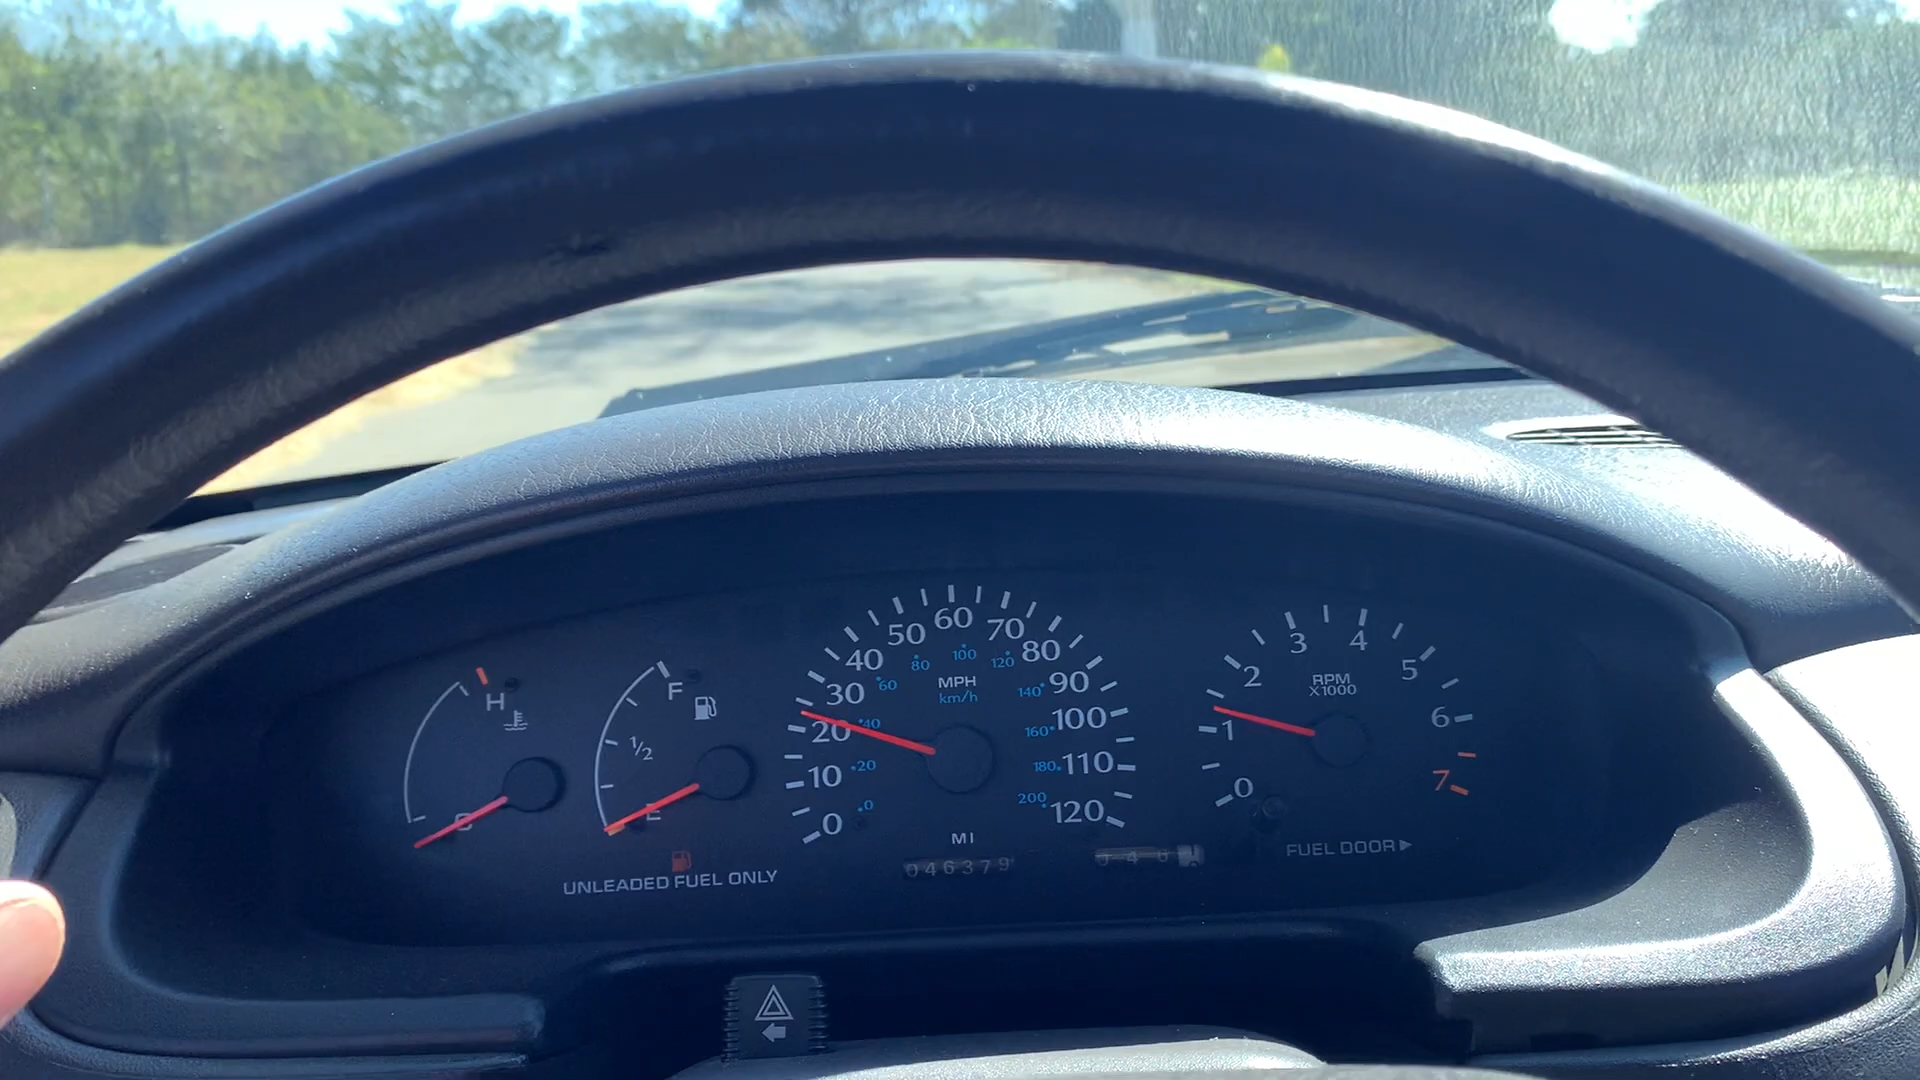 H
C
F
1/2
E
UNLEADED FUEL ONLY
0 10 20 30 40 50 60 70 80 90 100 110 120
0 20 40 60 80 100 120 140 160 180 200
MPH
km/h
MI
046379
0 1 2 3 4 5 6 7
RPM
X1000
FUEL DOOR